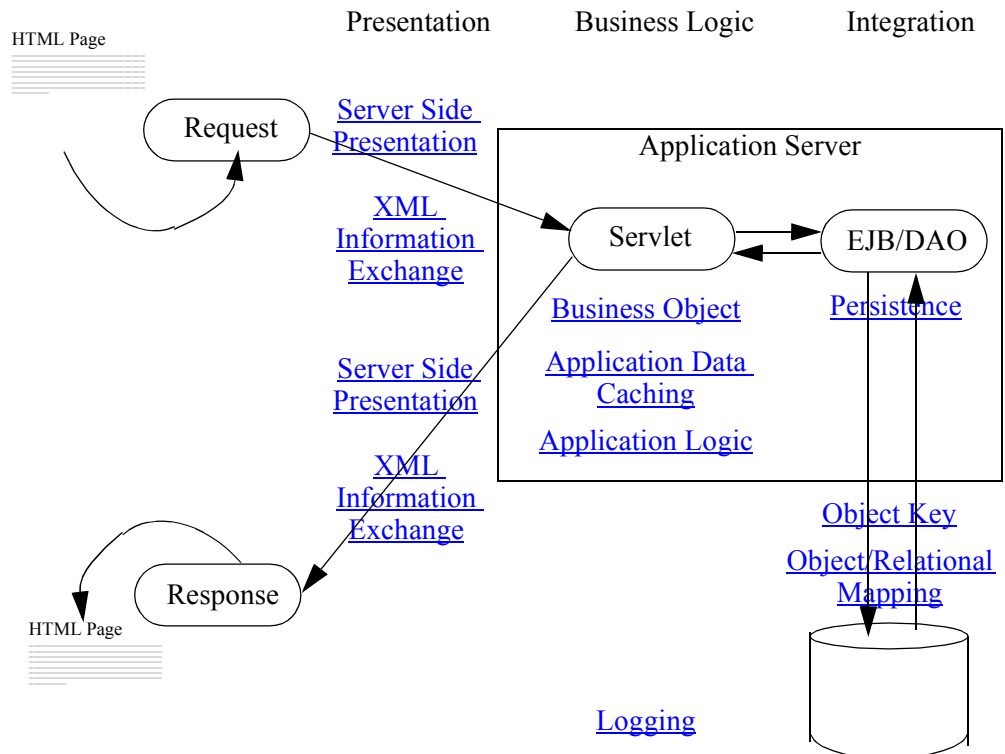 Presentation
Business Logic
Integration
HTML Page
Request
Server Side
Presentation
Application Server
XML
Information
Exchange
Servlet
EJB/DAO
Business Object
Persistence
Application Data
Caching
Application Logic
Server Side
Presentation
XML
Information
Exchange
Object Key
Object/Relational
Mapping
Response
HTML Page
Logging